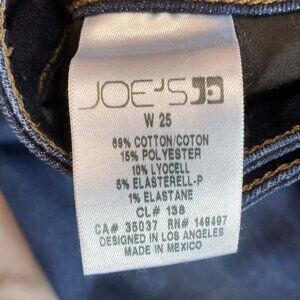 JOE'S
W 25
69% COTTON/COTON
15% POLYESTER
10% LYOCELL
5% ELASTERELL-P
1% ELASTANE
CL# 138
CA# 35037 RN# 149497
DESIGNED IN LOS ANGELES
MADE IN MEXICO